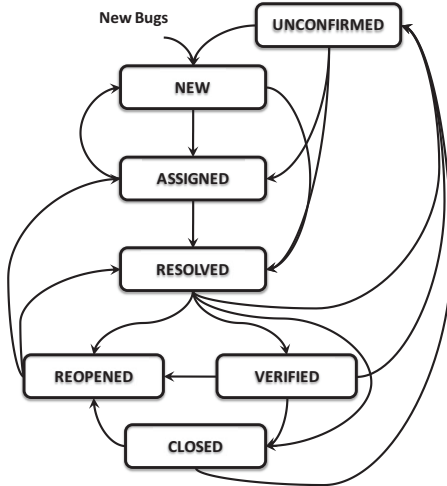 New Bugs
UNCONFIRMED
NEW
ASSIGNED
RESOLVED
REOPENED
VERIFIED
CLOSED